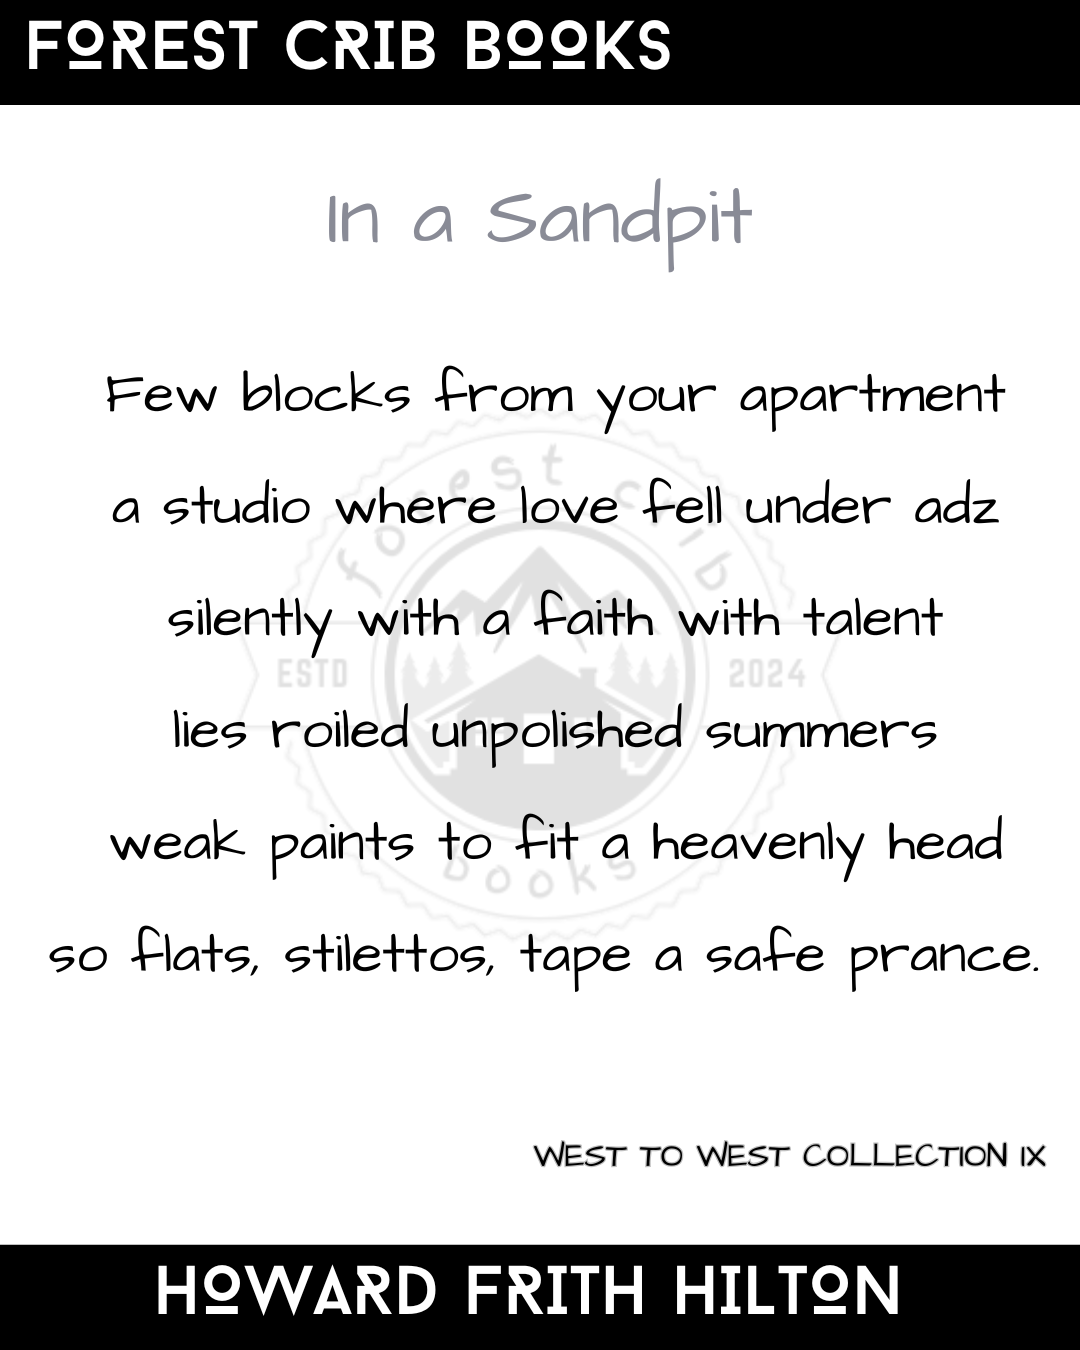 FOREST CRIB BOOKS
In a Sandpit
Few blocks from your apartment
a studio where love fell under adz
silently with a faith with talent
lies roiled unpolished summers
weak paints to fit a heavenly head
so flats, stilettos, tape a safe prance.
forest crib
ESTD 2024
books
WEST TO WEST COLLECTION IX
HOWARD FRITH HILTON